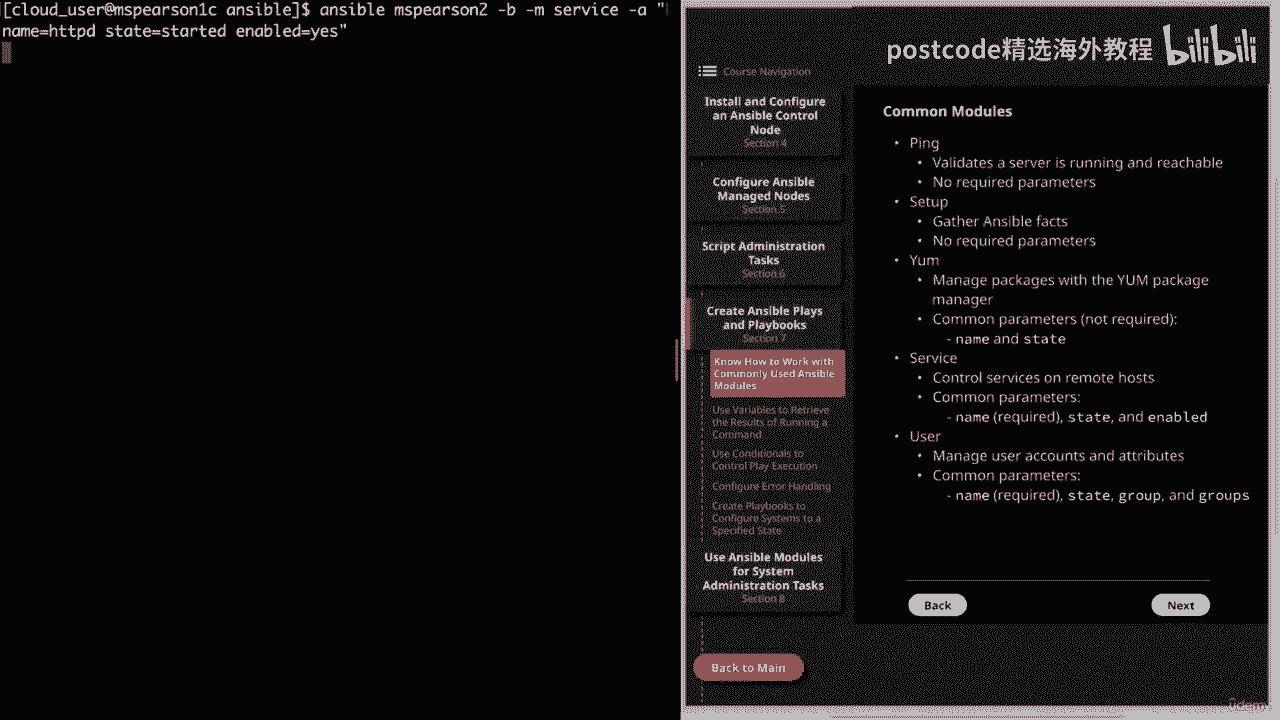 [cloud_user@mspearson1c ansible]$ ansible mspearson2 -b -m service -a "
name=httpd state=started enabled=yes"
postcode精选海外教程 bilibili
Course Navigation
Install and Configure
an Ansible Control
Node
Section 4
Configure Ansible
Managed Nodes
Section 5
Script Administration
Tasks
Section 6
Create Ansible Plays
and Playbooks
Section 7
Know How to Work with
Commonly Used Ansible
Modules
Use Variables to Retrieve
the Results of Running a
Command
Use Conditionals to
Control Play Execution
Configure Error Handling
Create Playbooks to
Configure Systems to a
Specified State
Use Ansible Modules
for System
Administration Tasks
Section 8
Back to Main
Common Modules
• Ping
• Validates a server is running and reachable
• No required parameters
• Setup
• Gather Ansible facts
• No required parameters
• Yum
• Manage packages with the YUM package
manager
• Common parameters (not required):
- name and state
• Service
• Control services on remote hosts
• Common parameters:
- name (required), state, and enabled
• User
• Manage user accounts and attributes
• Common parameters:
- name (required), state, group, and groups
Back
Next
ûdemy